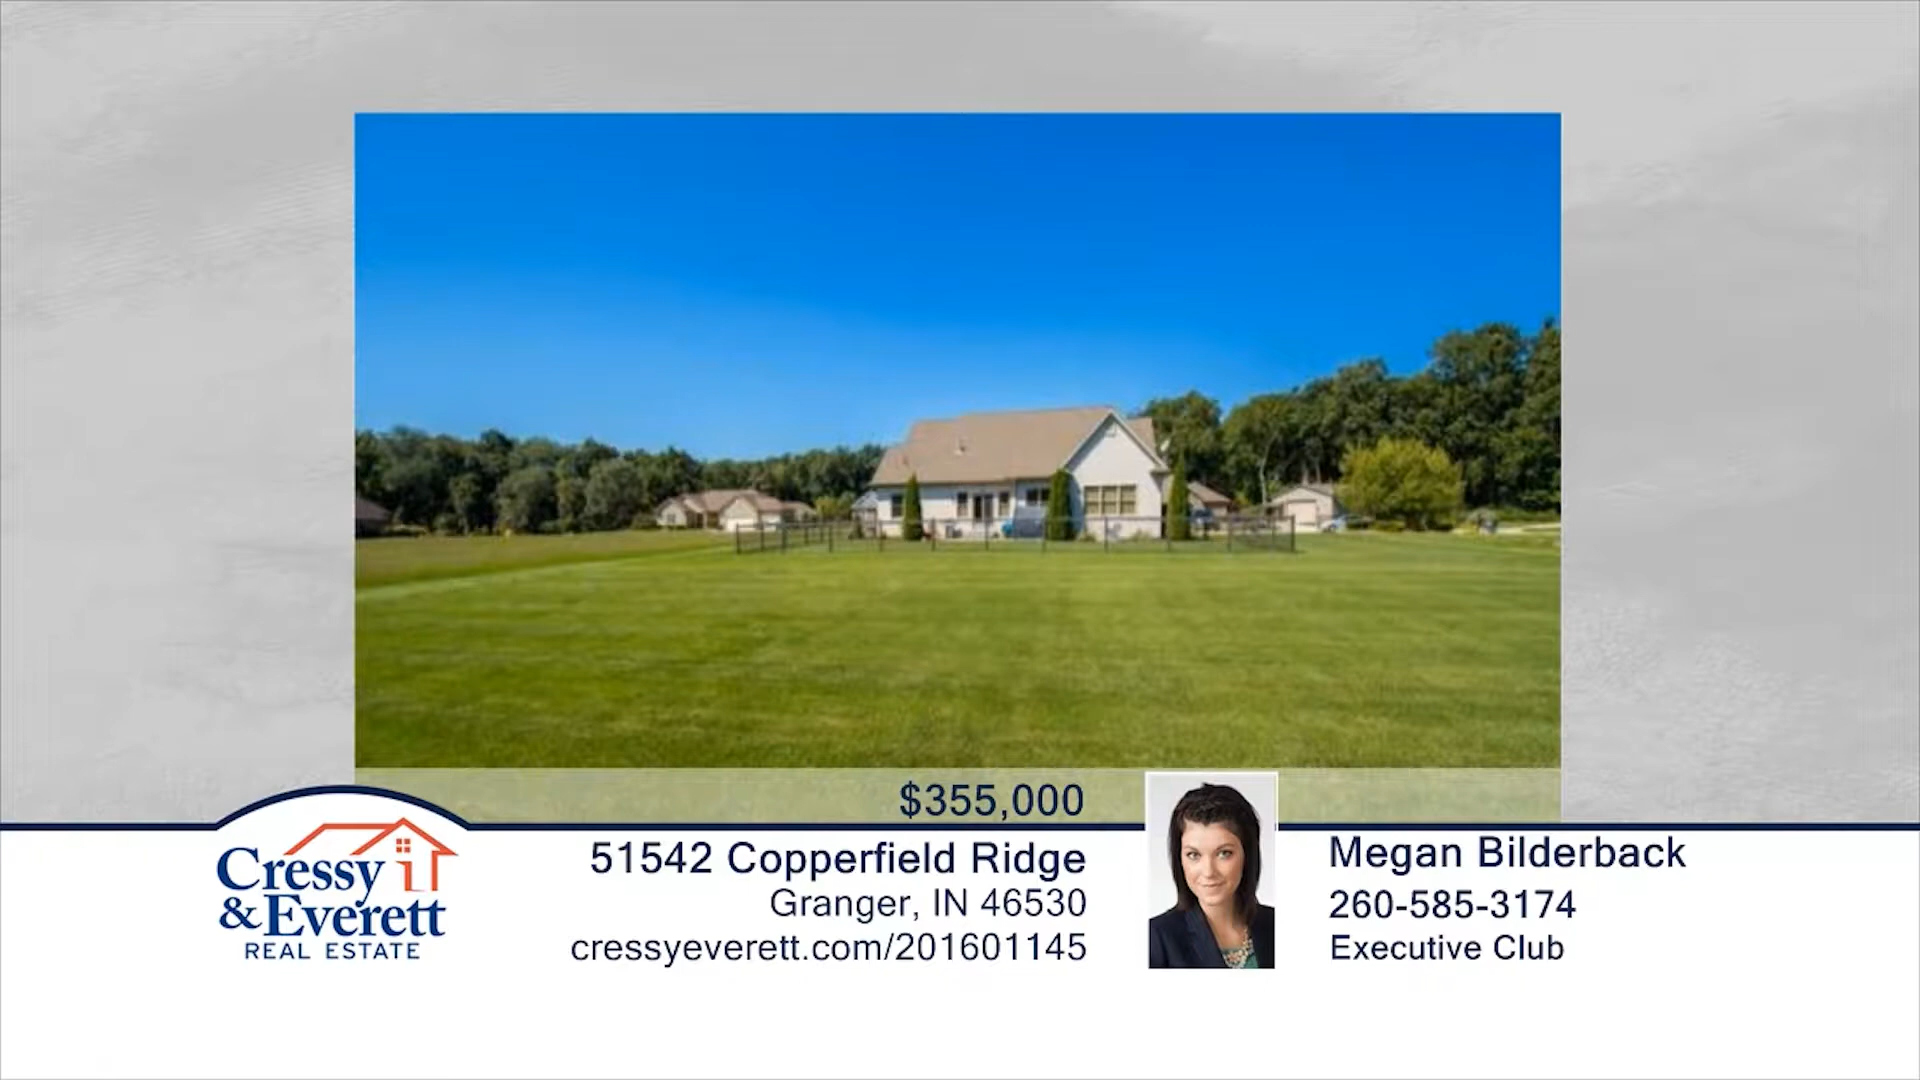 $355,000
Cressy
& Everett
REAL ESTATE
51542 Copperfield Ridge
Granger, IN 46530
cressyeverett.com/201601145
Megan Bilderback
260-585-3174
Executive Club